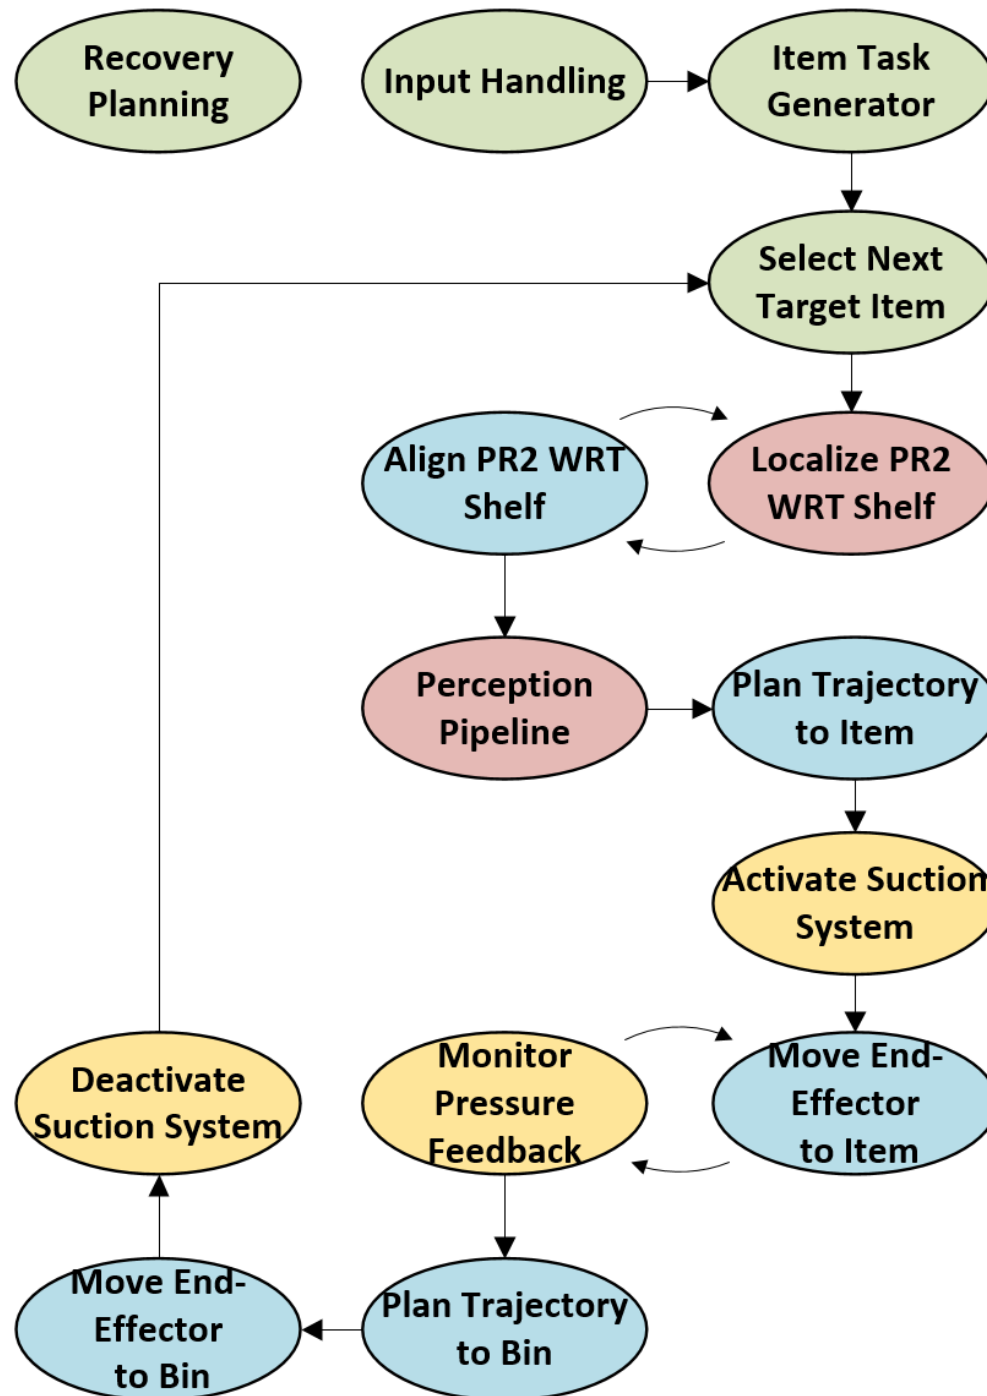 Recovery
Planning
Input Handling
Item Task
Generator
Select Next
Target Item
Align PR2 WRT
Shelf
Localize PR2
WRT Shelf
Perception
Pipeline
Plan Trajectory
to Item
Activate Suction
System
Deactivate
Suction System
Monitor
Pressure
Feedback
Move End-
Effector
to Item
Move End-
Effector
to Bin
Plan Trajectory
to Bin